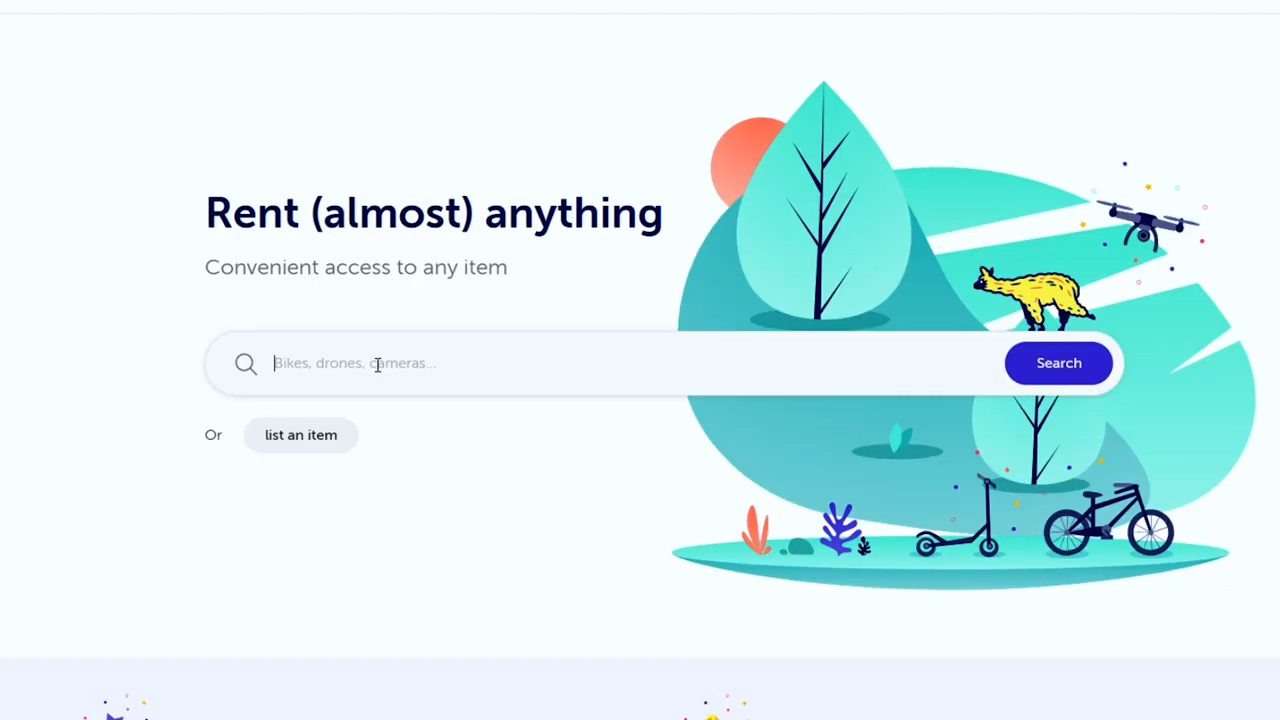 Rent (almost) anything
Convenient access to any item
Bikes, drones, cameras...
Search
Or
list an item